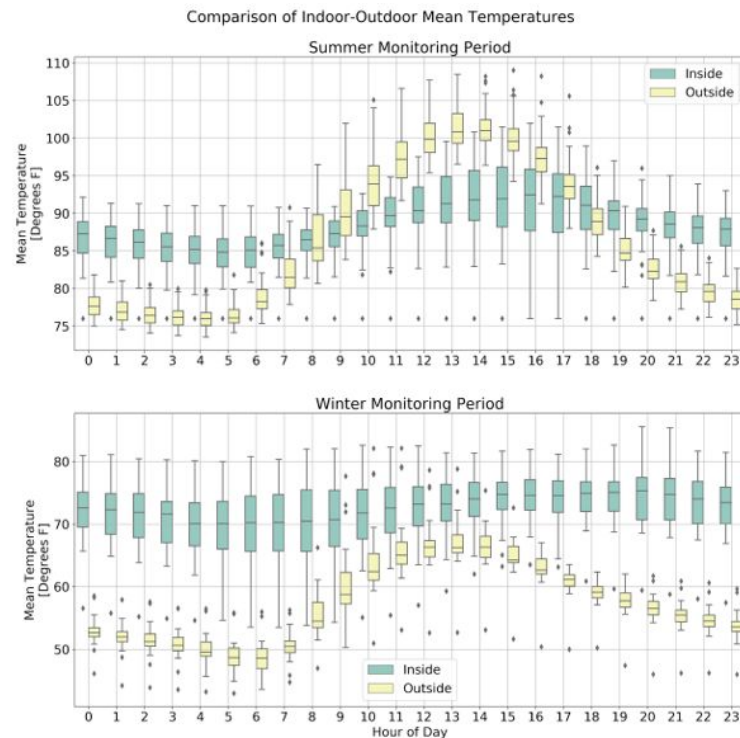 Comparison of Indoor-Outdoor Mean Temperatures
Summer Monitoring Period
110
105
100
95
90
85
80
75
Mean Temperature
[Degrees F]
Inside
Outside
0 1 2 3 4 5 6 7 8 9 10 11 12 13 14 15 16 17 18 19 20 21 22 23
Winter Monitoring Period
80
70
60
50
Mean Temperature
[Degrees F]
Inside
Outside
0 1 2 3 4 5 6 7 8 9 10 11 12 13 14 15 16 17 18 19 20 21 22 23
Hour of Day